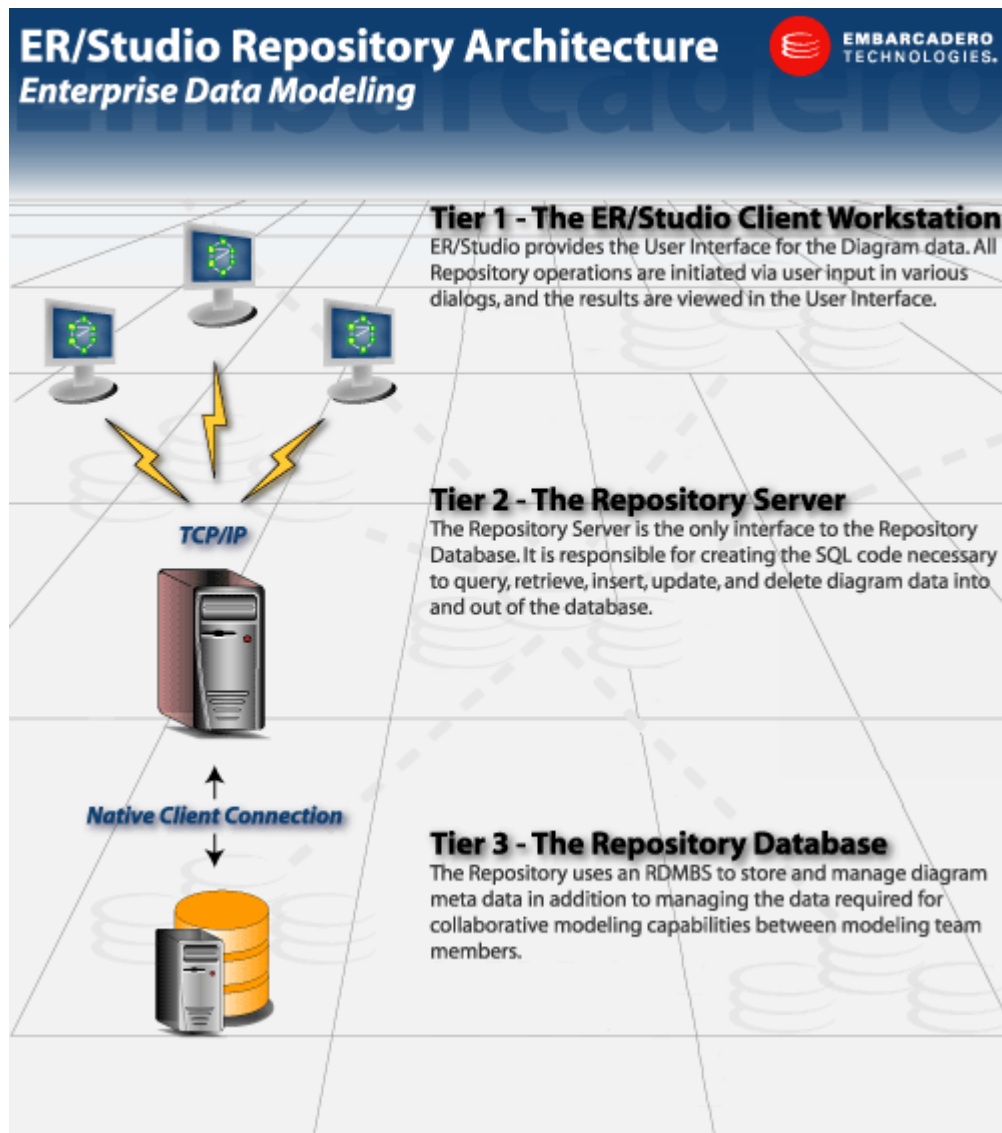 ER/Studio Repository Architecture
Enterprise Data Modeling
EMBARCADERO
TECHNOLOGIES.
Embarcadero
Tier 1 - The ER/Studio Client Workstation
ER/Studio provides the User Interface for the Diagram data. All
Repository operations are initiated via user input in various
dialogs, and the results are viewed in the User Interface.
TCP/IP
Tier 2 - The Repository Server
The Repository Server is the only interface to the Repository
Database. It is responsible for creating the SQL code necessary
to query, retrieve, insert, update, and delete diagram data into
and out of the database.
Native Client Connection
Tier 3 - The Repository Database
The Repository uses an RDMBS to store and manage diagram
meta data in addition to managing the data required for
collaborative modeling capabilities between modeling team
members.